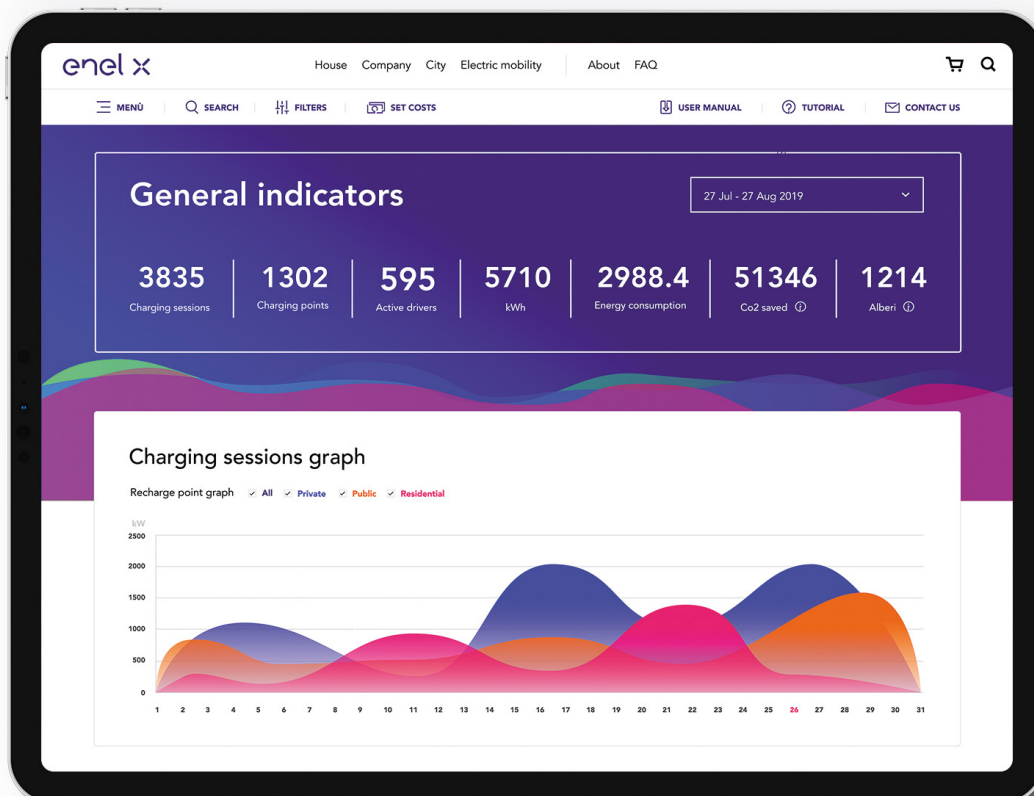 enel x
House Company City Electric mobility About FAQ
MENÙ SEARCH FILTERS SET COSTS USER MANUAL TUTORIAL CONTACT US
General indicators
27 Jul - 27 Aug 2019
3835 1302 595 5710 2988.4 51346 1214
Charging sessions Charging points Active drivers kWh Energy consumption Co2 saved Alberi
Charging sessions graph
Recharge point graph All Private Public Residential
kW
2500
2000
1500
1000
500
0
1 2 3 4 5 6 7 8 9 10 11 12 13 14 15 16 17 18 19 20 21 22 23 24 25 26 27 28 29 30 31